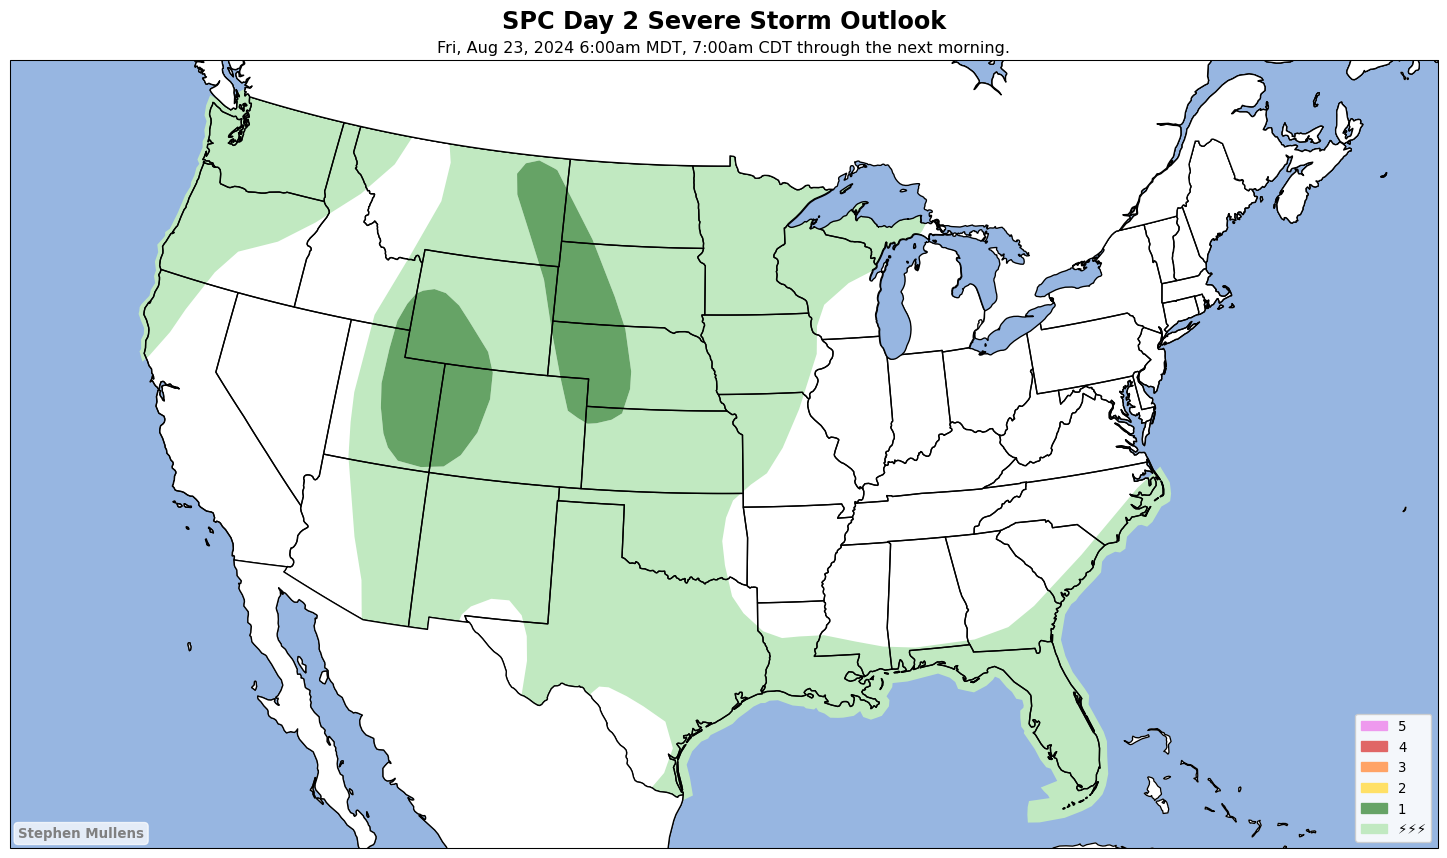 SPC Day 2 Severe Storm Outlook
Fri, Aug 23, 2024 6:00am MDT, 7:00am CDT through the next morning.
5
4
3
2
1
⚡⚡⚡
Stephen Mullens